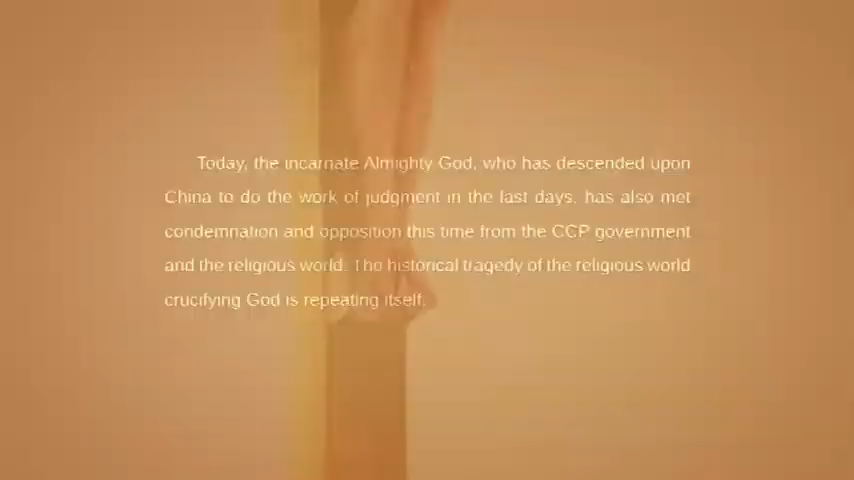 Today, the incarnate Almighty God, who has descended upon
China to do the work of judgment in the last days, has also met
condemnation and opposition this time from the CCP government
and the religious world. The historical tragedy of the religious world
crucifying God is repeating itself.